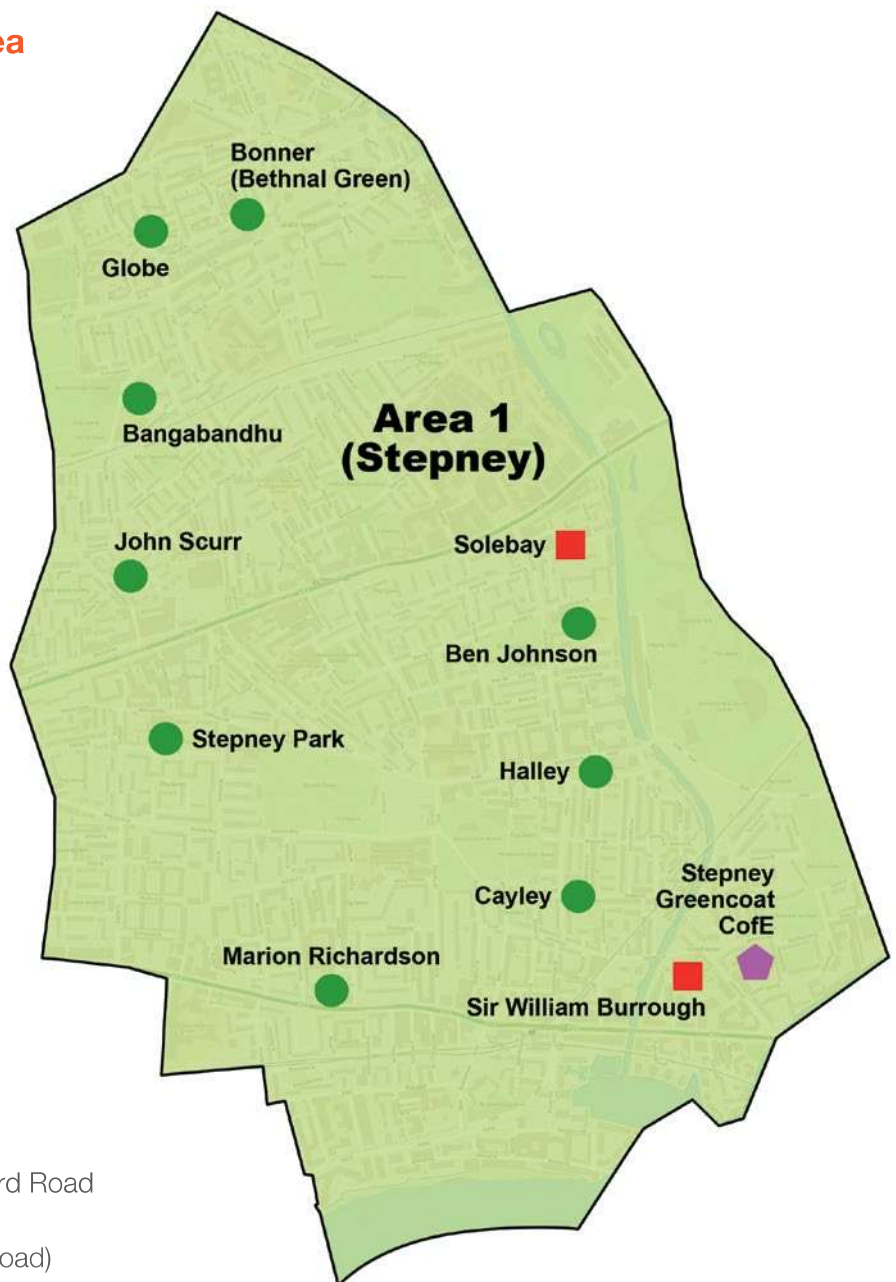 ea
Bonner
(Bethnal Green)
Globe
Bangabandhu
Area 1
(Stepney)
John Scurr
Solebay
Ben Johnson
Stepney Park
Halley
Cayley
Stepney
Greencoat
CofE
Marion Richardson
Sir William Burrough
rd Road
oad)